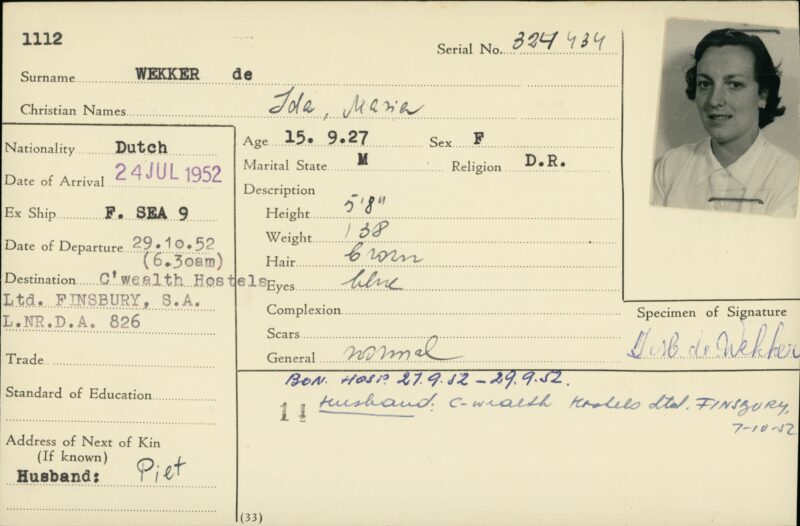 1112
Serial No. 324434
Surname WEKKER de
Christian Names Ida, Maria
Nationality Dutch
Date of Arrival 24 JUL 1952
Ex Ship F. SEA 9
Date of Departure 29.10.52
(6.30am)
Destination C'wealth Hostels
Ltd. FINSBURY, S.A.
L.NR.D.A. 826
Trade
Standard of Education
Address of Next of Kin
(If known)
Husband: Piet
Age 15. 9.27 Sex F
Marital State M Religion D.R.
Description
Height 5'8"
Weight 138
Hair brown
Eyes blue
Complexion
Scars
General normal
Specimen of Signature
de Wekker
BON. HOSP. 27.9.52 - 29.9.52.
11 Husband: C-wealth Hostels Ltd. FINSBURY,
7-10-52
(33)